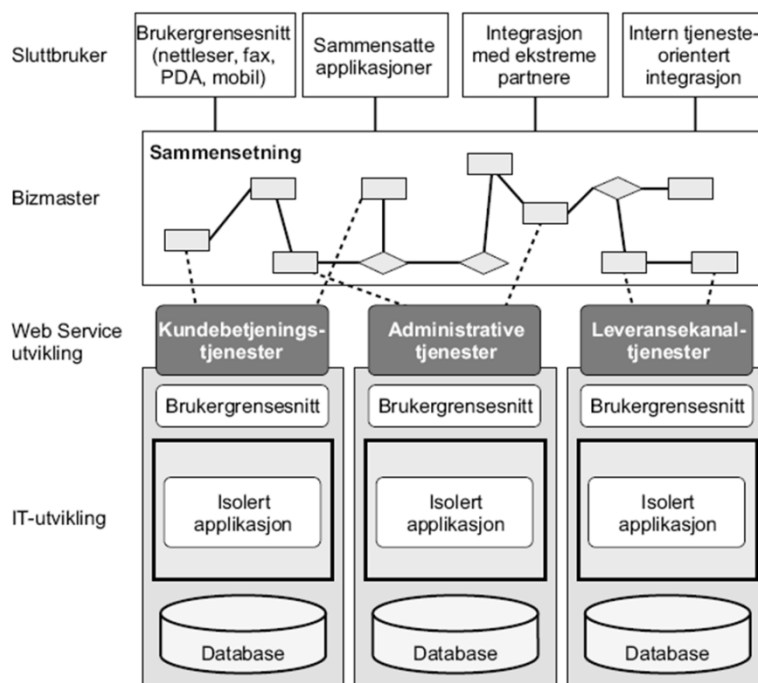 Sluttbruker
Brukergrensesnitt
(nettleser, fax,
PDA, mobil)
Sammensatte
applikasjoner
Integrasjon
med ekstreme
partnere
Intern tjeneste-
orientert
integrasjon
Bizmaster
Sammensetning
Web Service
utvikling
Kundebetjenings-
tjenester
Administrative
tjenester
Leveransekanal-
tjenester
Brukergrensesnitt
Brukergrensesnitt
Brukergrensesnitt
IT-utvikling
Isolert
applikasjon
Isolert
applikasjon
Isolert
applikasjon
Database
Database
Database